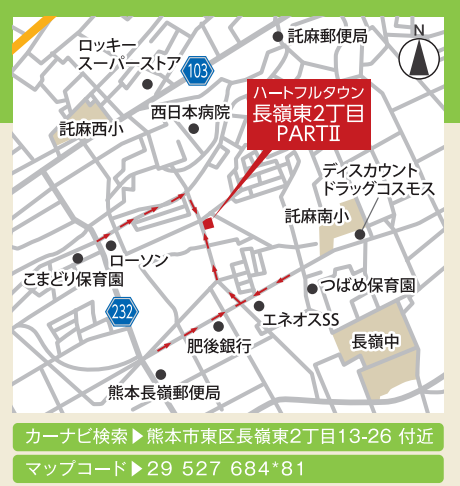 N
託麻郵便局
ロッキー
スーパーストア
103
ハートフルタウン
長嶺東2丁目
PARTⅡ
西日本病院
託麻西小
ディスカウント
ドラッグコスモス
託麻南小
ローソン
こまどり保育園
つばめ保育園
232
エネオスSS
肥後銀行
長嶺中
熊本長嶺郵便局
カーナビ検索▶熊本市東区長嶺東2丁目13-26 付近
マップコード▶29 527 684*81